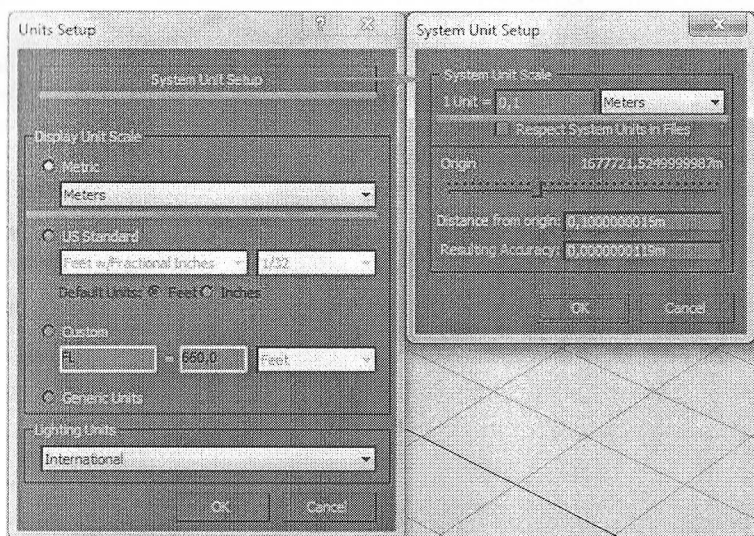 Units Setup
System Unit Setup
Display Unit Scale
Metric
Meters
US Standard
Feet w/Fractional Inches 1/32
Default Units: Feet Inches
Custom
FL = 660,0 Feet
Generic Units
Lighting Units
International
OK Cancel
System Unit Setup
System Unit Scale
1 Unit = 0,1 Meters
Respect System Units in Files
Origin 1677721,5249999987m
Distance from origin: 0,1000000015m
Resulting Accuracy: 0,0000000119m
OK Cancel